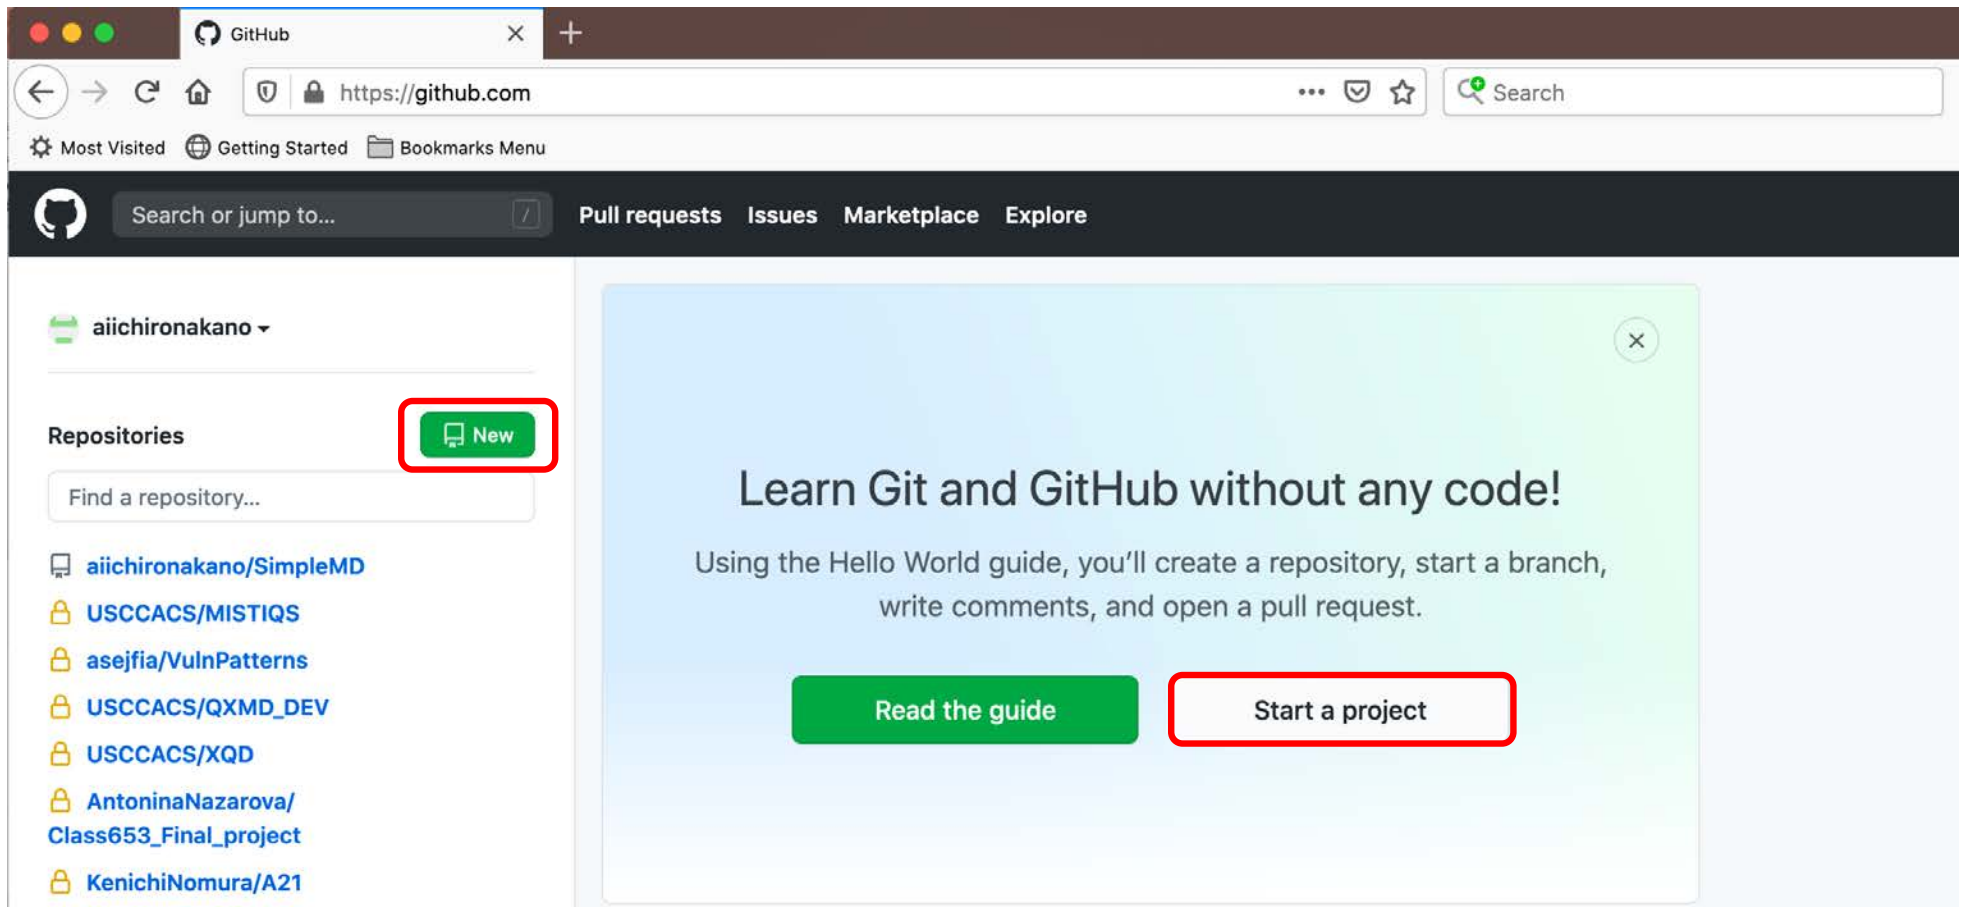 GitHub
https://github.com
Search
Most Visited Getting Started Bookmarks Menu
Search or jump to... / Pull requests Issues Marketplace Explore
aiichironakano
Repositories New
Find a repository...
aiichironakano/SimpleMD
USCCACS/MISTIQS
asejfia/VulnPatterns
USCCACS/QXMD_DEV
USCCACS/XQD
AntoninaNazarova/
Class653_Final_project
KenichiNomura/A21
Learn Git and GitHub without any code!
Using the Hello World guide, you’ll create a repository, start a branch,
write comments, and open a pull request.
Read the guide Start a project